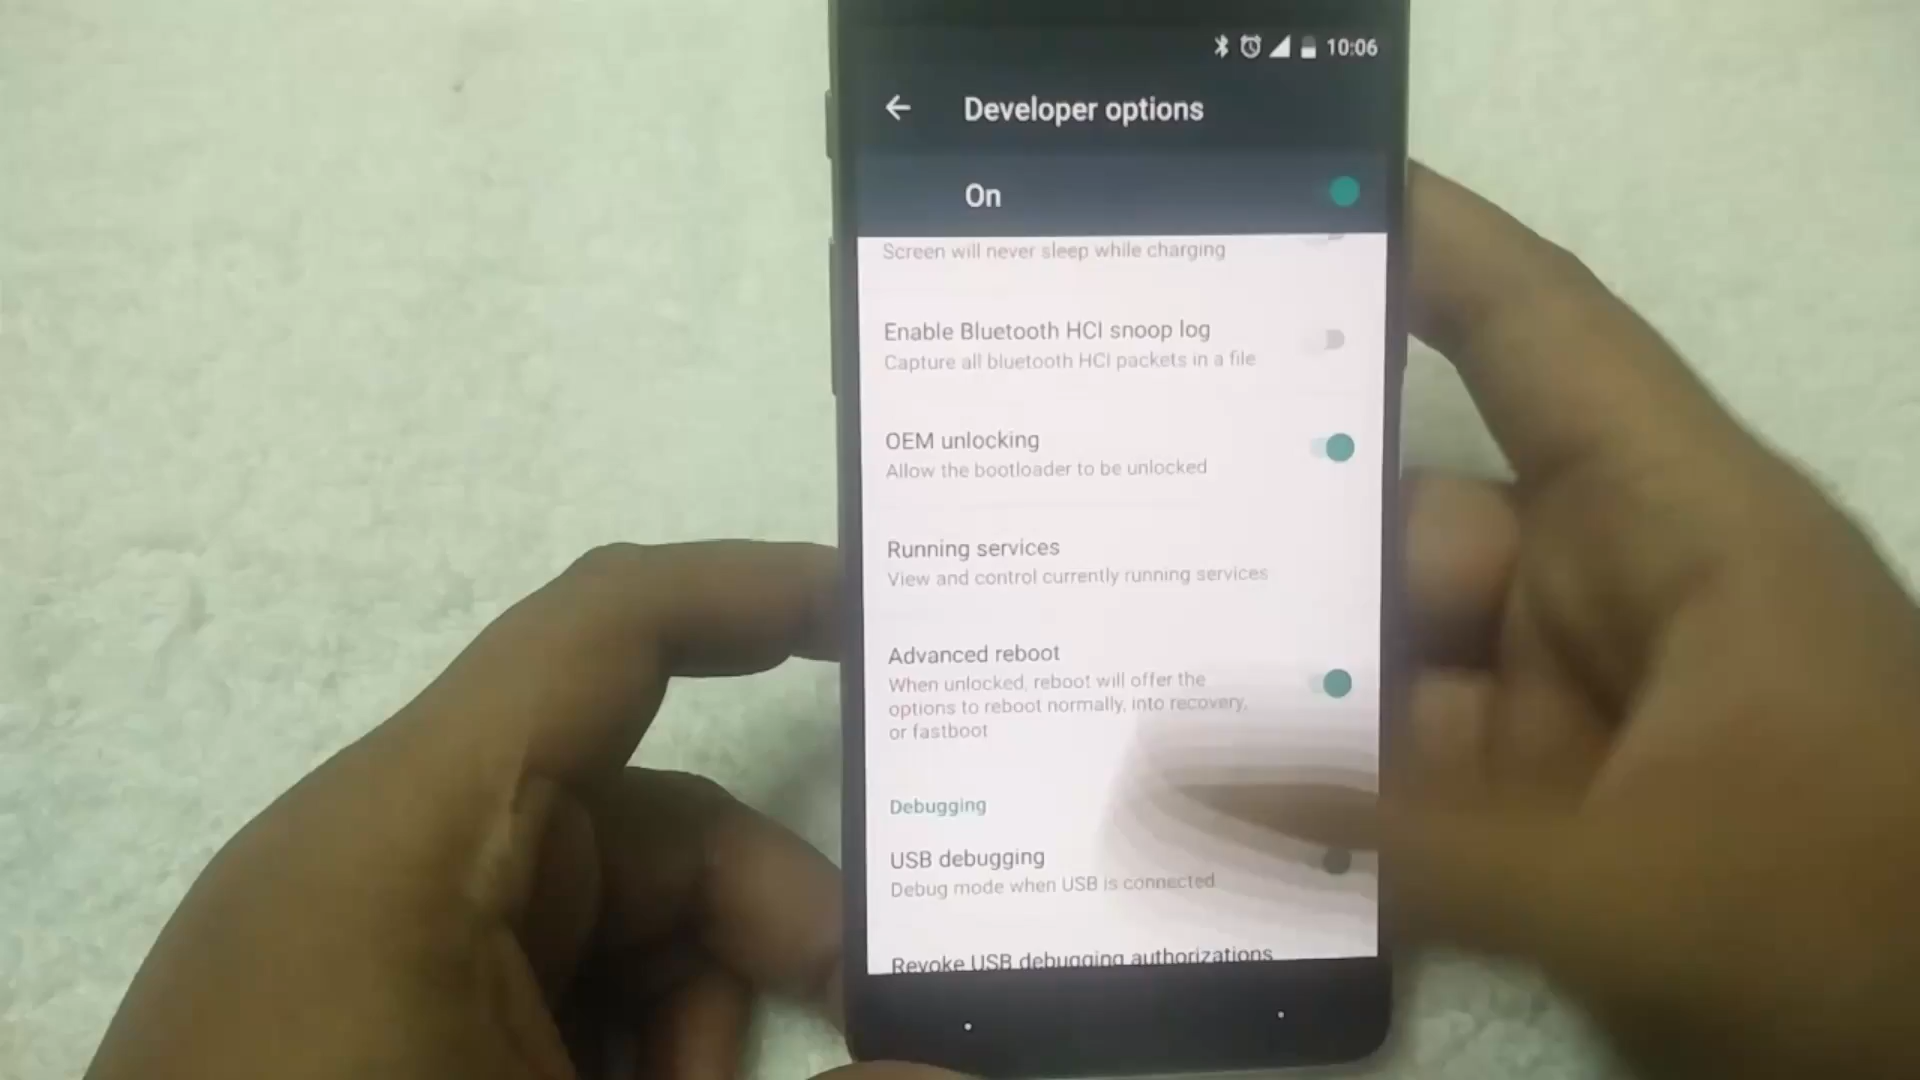 10:06
Developer options
On
Screen will never sleep while charging
Enable Bluetooth HCI snoop log
Capture all bluetooth HCI packets in a file
OEM unlocking
Allow the bootloader to be unlocked
Running services
View and control currently running services
Advanced reboot
When unlocked, reboot will offer the
options to reboot normally, into recovery,
or fastboot
Debugging
USB debugging
Debug mode when USB is connected
Revoke USB debugging authorizations